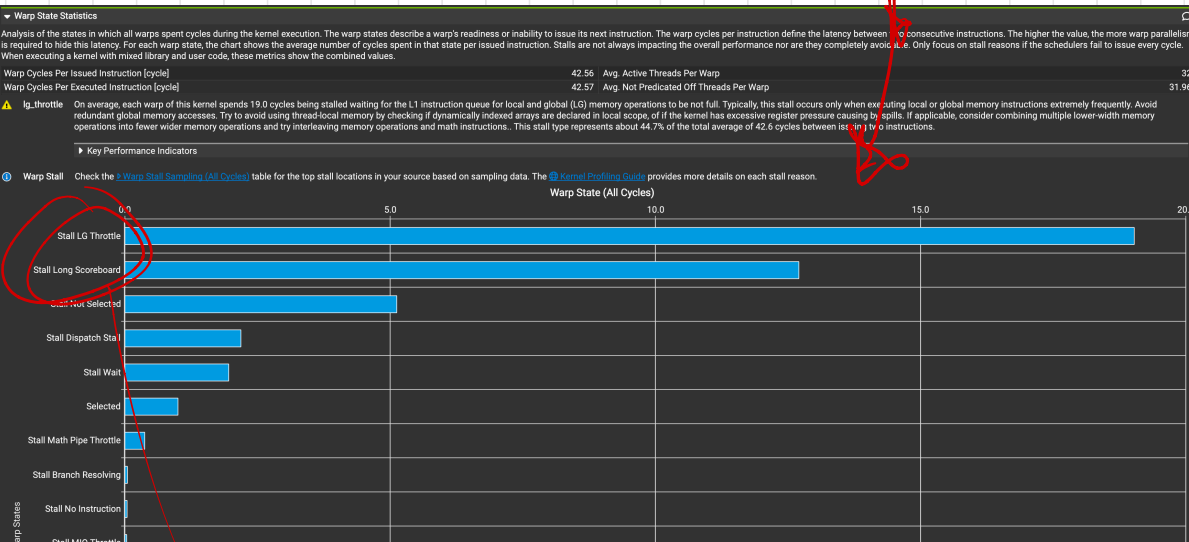 Warp State Statistics
Analysis of the states in which all warps spent cycles during the kernel execution. The warp states describe a warp's readiness or inability to issue its next instruction. The warp cycles per instruction define the latency between two consecutive instructions. The higher the value, the more warp parallelism
is required to hide this latency. For each warp state, the chart shows the average number of cycles spent in that state per issued instruction. Stalls are not always impacting the overall performance nor are they completely avoidable. Only focus on stall reasons if the schedulers fail to issue every cycle.
When executing a kernel with mixed library and user code, these metrics show the combined values.
Warp Cycles Per Issued Instruction [cycle] 42.56 Avg. Active Threads Per Warp 32
Warp Cycles Per Executed Instruction [cycle] 42.57 Avg. Not Predicated Off Threads Per Warp 31.96
lg_throttle On average, each warp of this kernel spends 19.0 cycles being stalled waiting for the L1 instruction queue for local and global (LG) memory operations to be not full. Typically, this stall occurs only when executing local or global memory instructions extremely frequently. Avoid
redundant global memory accesses. Try to avoid using thread-local memory by checking if dynamically indexed arrays are declared in local scope, of if the kernel has excessive register pressure causing by spills. If applicable, consider combining multiple lower-width memory
operations into fewer wider memory operations and try interleaving memory operations and math instructions.. This stall type represents about 44.7% of the total average of 42.6 cycles between issuing two instructions.
Key Performance Indicators
Warp Stall Check the Warp Stall Sampling (All Cycles) table for the top stall locations in your source based on sampling data. The Kernel Profiling Guide provides more details on each stall reason.
Warp State (All Cycles)
0.0 5.0 10.0 15.0 20.
Stall LG Throttle
Stall Long Scoreboard
Stall Not Selected
Stall Dispatch Stall
Stall Wait
Selected
Stall Math Pipe Throttle
Stall Branch Resolving
Stall No Instruction
Stall MIO Throttle
arp States